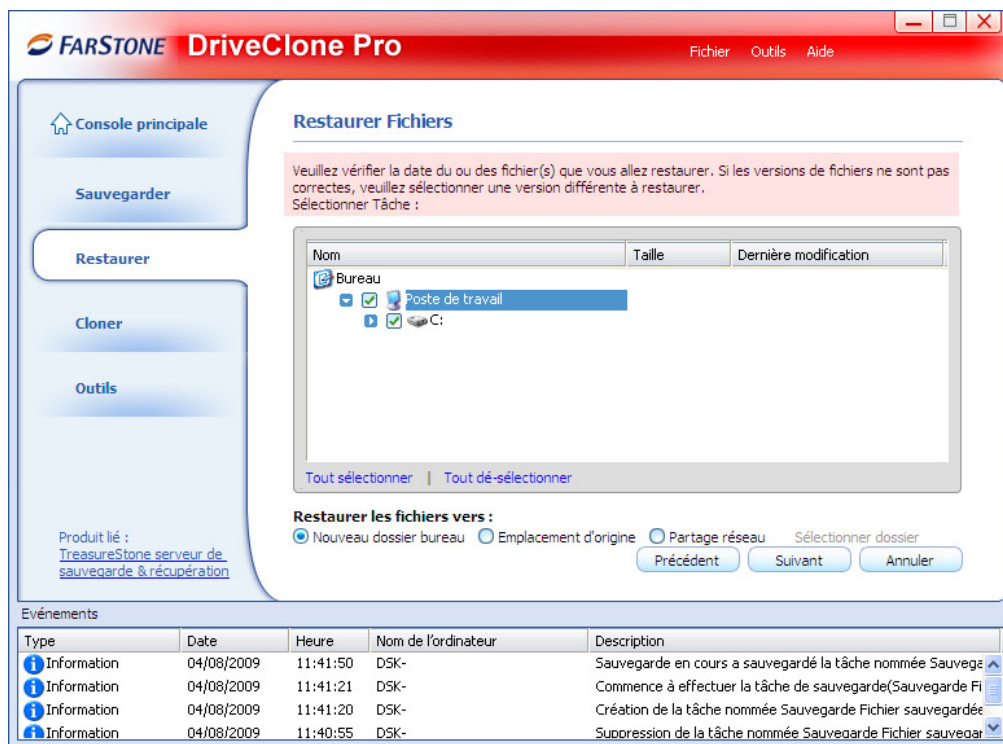 FARSTONE DriveClone Pro
Fichier Outils Aide
Console principale
Sauvegarder
Restaurer
Cloner
Outils
Produit lié :
TreasureStone serveur de
sauvegarde & récupération
Restaurer Fichiers
Veuillez vérifier la date du ou des fichier(s) que vous allez restaurer. Si les versions de fichiers ne sont pas
correctes, veuillez sélectionner une version différente à restaurer.
Sélectionner Tâche :
Nom Taille Dernière modification
Bureau
Poste de travail
C:
Tout sélectionner | Tout dé-sélectionner
Restaurer les fichiers vers :
Nouveau dossier bureau Emplacement d'origine Partage réseau Sélectionner dossier
Précédent Suivant Annuler
Evénements
Type Date Heure Nom de l'ordinateur Description
Information 04/08/2009 11:41:50 DSK- Sauvegarde en cours a sauvegardé la tâche nommée Sauvega
Information 04/08/2009 11:41:21 DSK- Commence à effectuer la tâche de sauvegarde(Sauvegarde Fi
Information 04/08/2009 11:41:20 DSK- Création de la tâche nommée Sauvegarde Fichier sauvegardée
Information 04/08/2009 11:40:55 DSK- Suppression de la tâche nommée Sauvegarde Fichier sauvegar